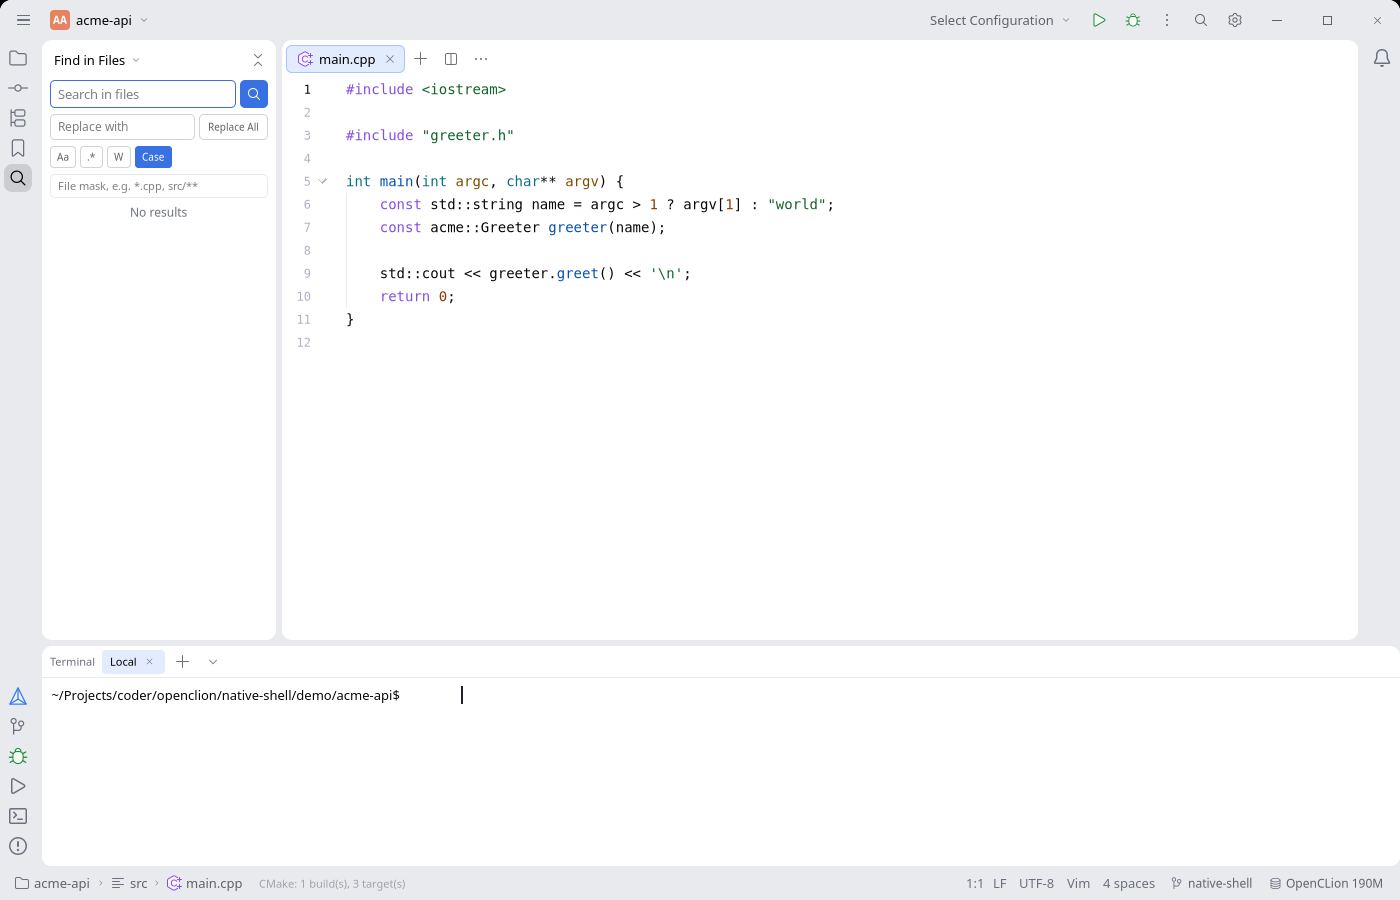 AA acme-api
Select Configuration
Find in Files
Search in files
Replace with
Replace All
Aa .* W Case
File mask, e.g. *.cpp, src/**
No results
main.cpp
1 #include <iostream>
2
3 #include "greeter.h"
4
5 int main(int argc, char** argv) {
6     const std::string name = argc > 1 ? argv[1] : "world";
7     const acme::Greeter greeter(name);
8
9     std::cout << greeter.greet() << '\n';
10     return 0;
11 }
12
Terminal Local
~/Projects/coder/openclion/native-shell/demo/acme-api$
acme-api › src › main.cpp CMake: 1 build(s), 3 target(s) 1:1 LF UTF-8 Vim 4 spaces native-shell OpenCLion 190M